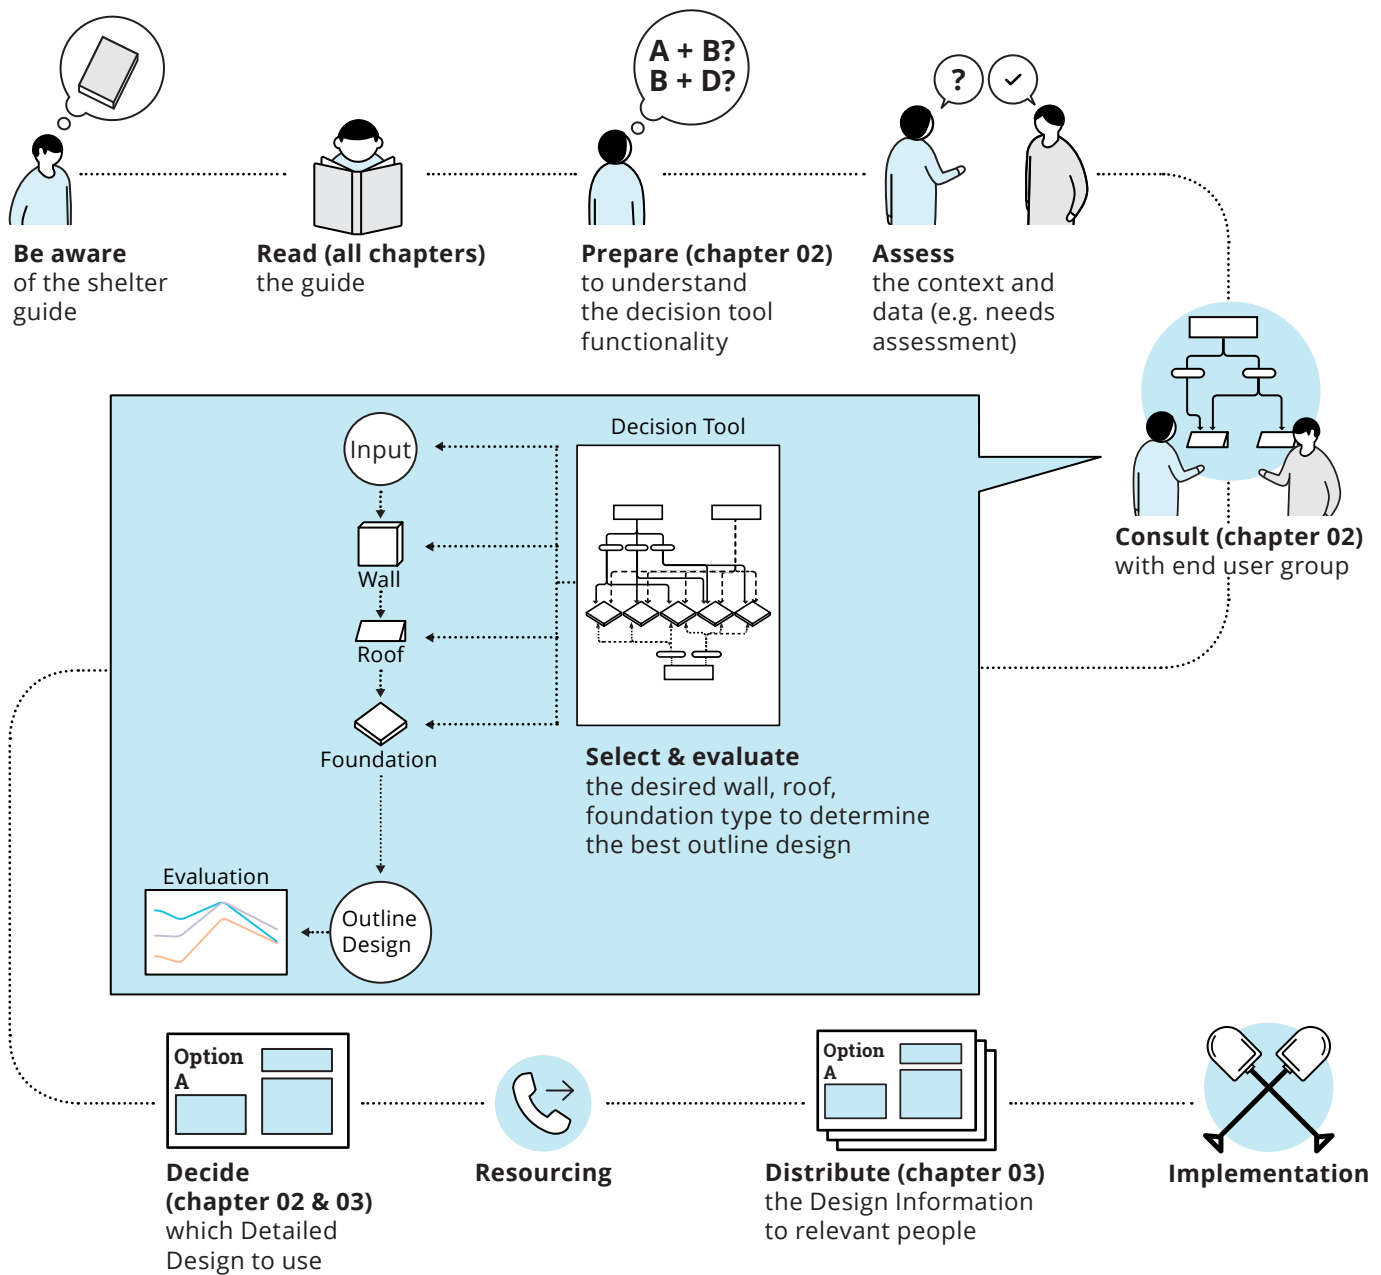 A + B?
B + D?
?
Be aware
of the shelter
guide
Read (all chapters)
the guide
Prepare (chapter 02)
to understand
the decision tool
functionality
Assess
the context and
data (e.g. needs
assessment)
Consult (chapter 02)
with end user group
Decision Tool
Input
Wall
Roof
Foundation
Select & evaluate
the desired wall, roof,
foundation type to determine
the best outline design
Evaluation
Outline
Design
Option
A
Decide
(chapter 02 & 03)
which Detailed
Design to use
Resourcing
Option
A
Distribute (chapter 03)
the Design Information
to relevant people
Implementation